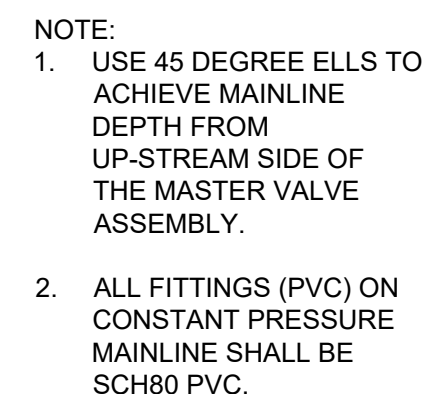 NOTE:
1. USE 45 DEGREE ELLS TO
ACHIEVE MAINLINE
DEPTH FROM
UP-STREAM SIDE OF
THE MASTER VALVE
ASSEMBLY.
2. ALL FITTINGS (PVC) ON
CONSTANT PRESSURE
MAINLINE SHALL BE
SCH80 PVC.